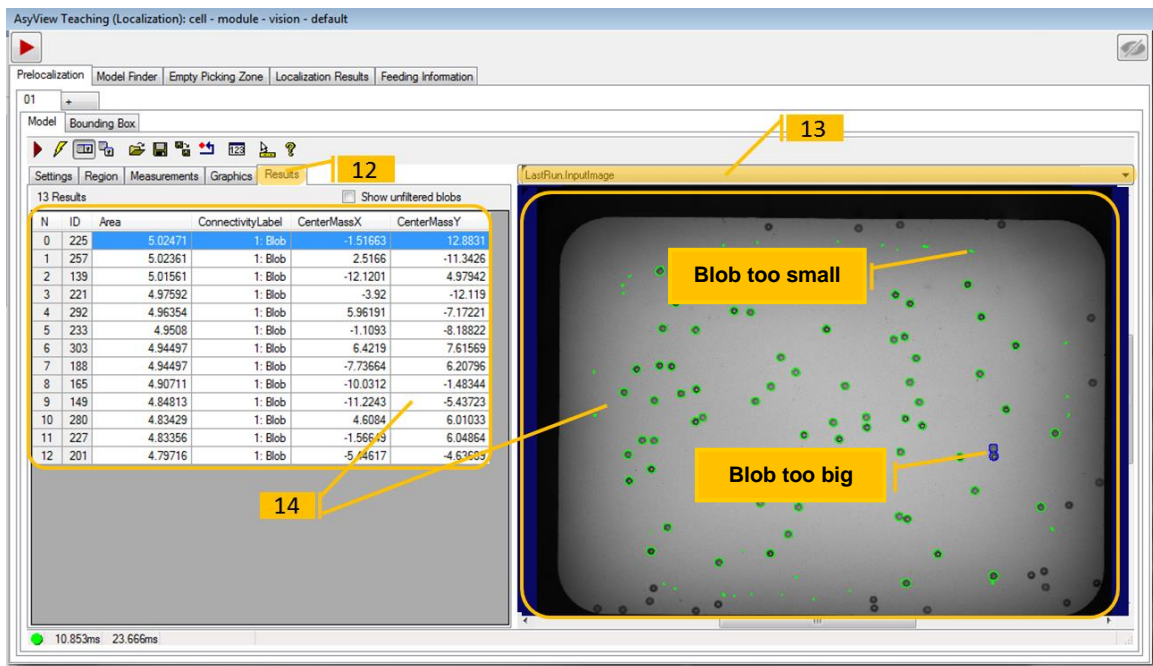 AsyView Teaching (Localization): cell - module - vision - default
Prelocalization Model Finder Empty Picking Zone Localization Results Feeding Information
01 +
Model Bounding Box
13
12
Settings Region Measurements Graphics Results
LastRun.InputImage
13 Results Show unfiltered blobs
N ID Area ConnectivityLabel CenterMassX CenterMassY
0 225 5.02471 1: Blob -1.51663 12.8831
1 257 5.02361 1: Blob 2.5166 -11.3426
2 139 5.01561 1: Blob -12.1201 4.97942
3 221 4.97592 1: Blob -3.92 -12.119
4 292 4.96354 1: Blob 5.96191 -7.17221
5 233 4.9508 1: Blob -1.1093 -8.18822
6 303 4.94497 1: Blob 6.4219 7.61569
7 188 4.94497 1: Blob -7.73664 6.20796
8 165 4.90711 1: Blob -10.0312 -1.48344
9 149 4.84813 1: Blob -11.2243 -5.43723
10 280 4.83429 1: Blob 4.6084 6.01033
11 227 4.83356 1: Blob 6.04864
12 201 4.79716 1: Blob
Blob too small
Blob too big
14
10.853ms 23.666ms